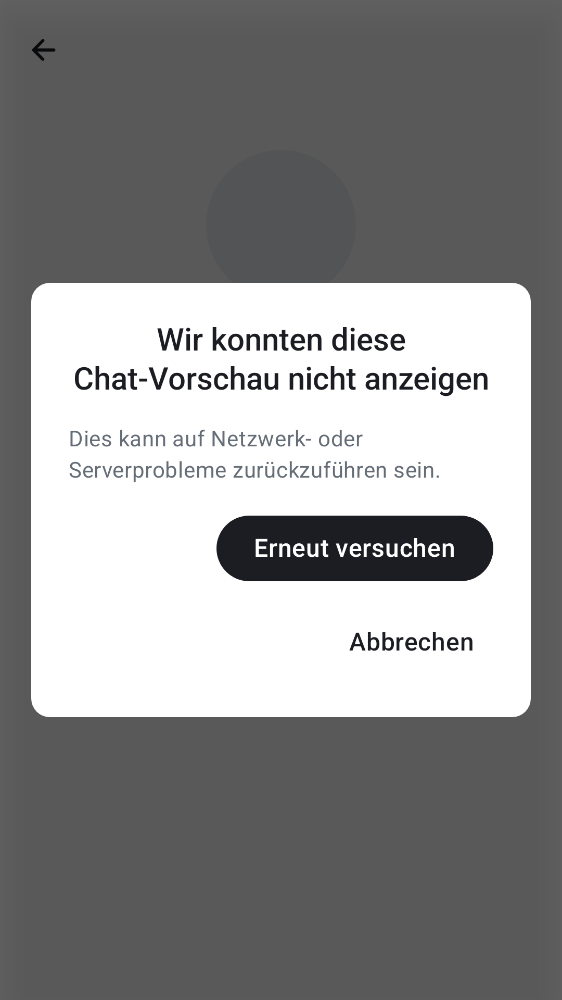 Wir konnten diese
Chat-Vorschau nicht anzeigen
Dies kann auf Netzwerk- oder
Serverprobleme zurückzuführen sein.
Erneut versuchen
Abbrechen